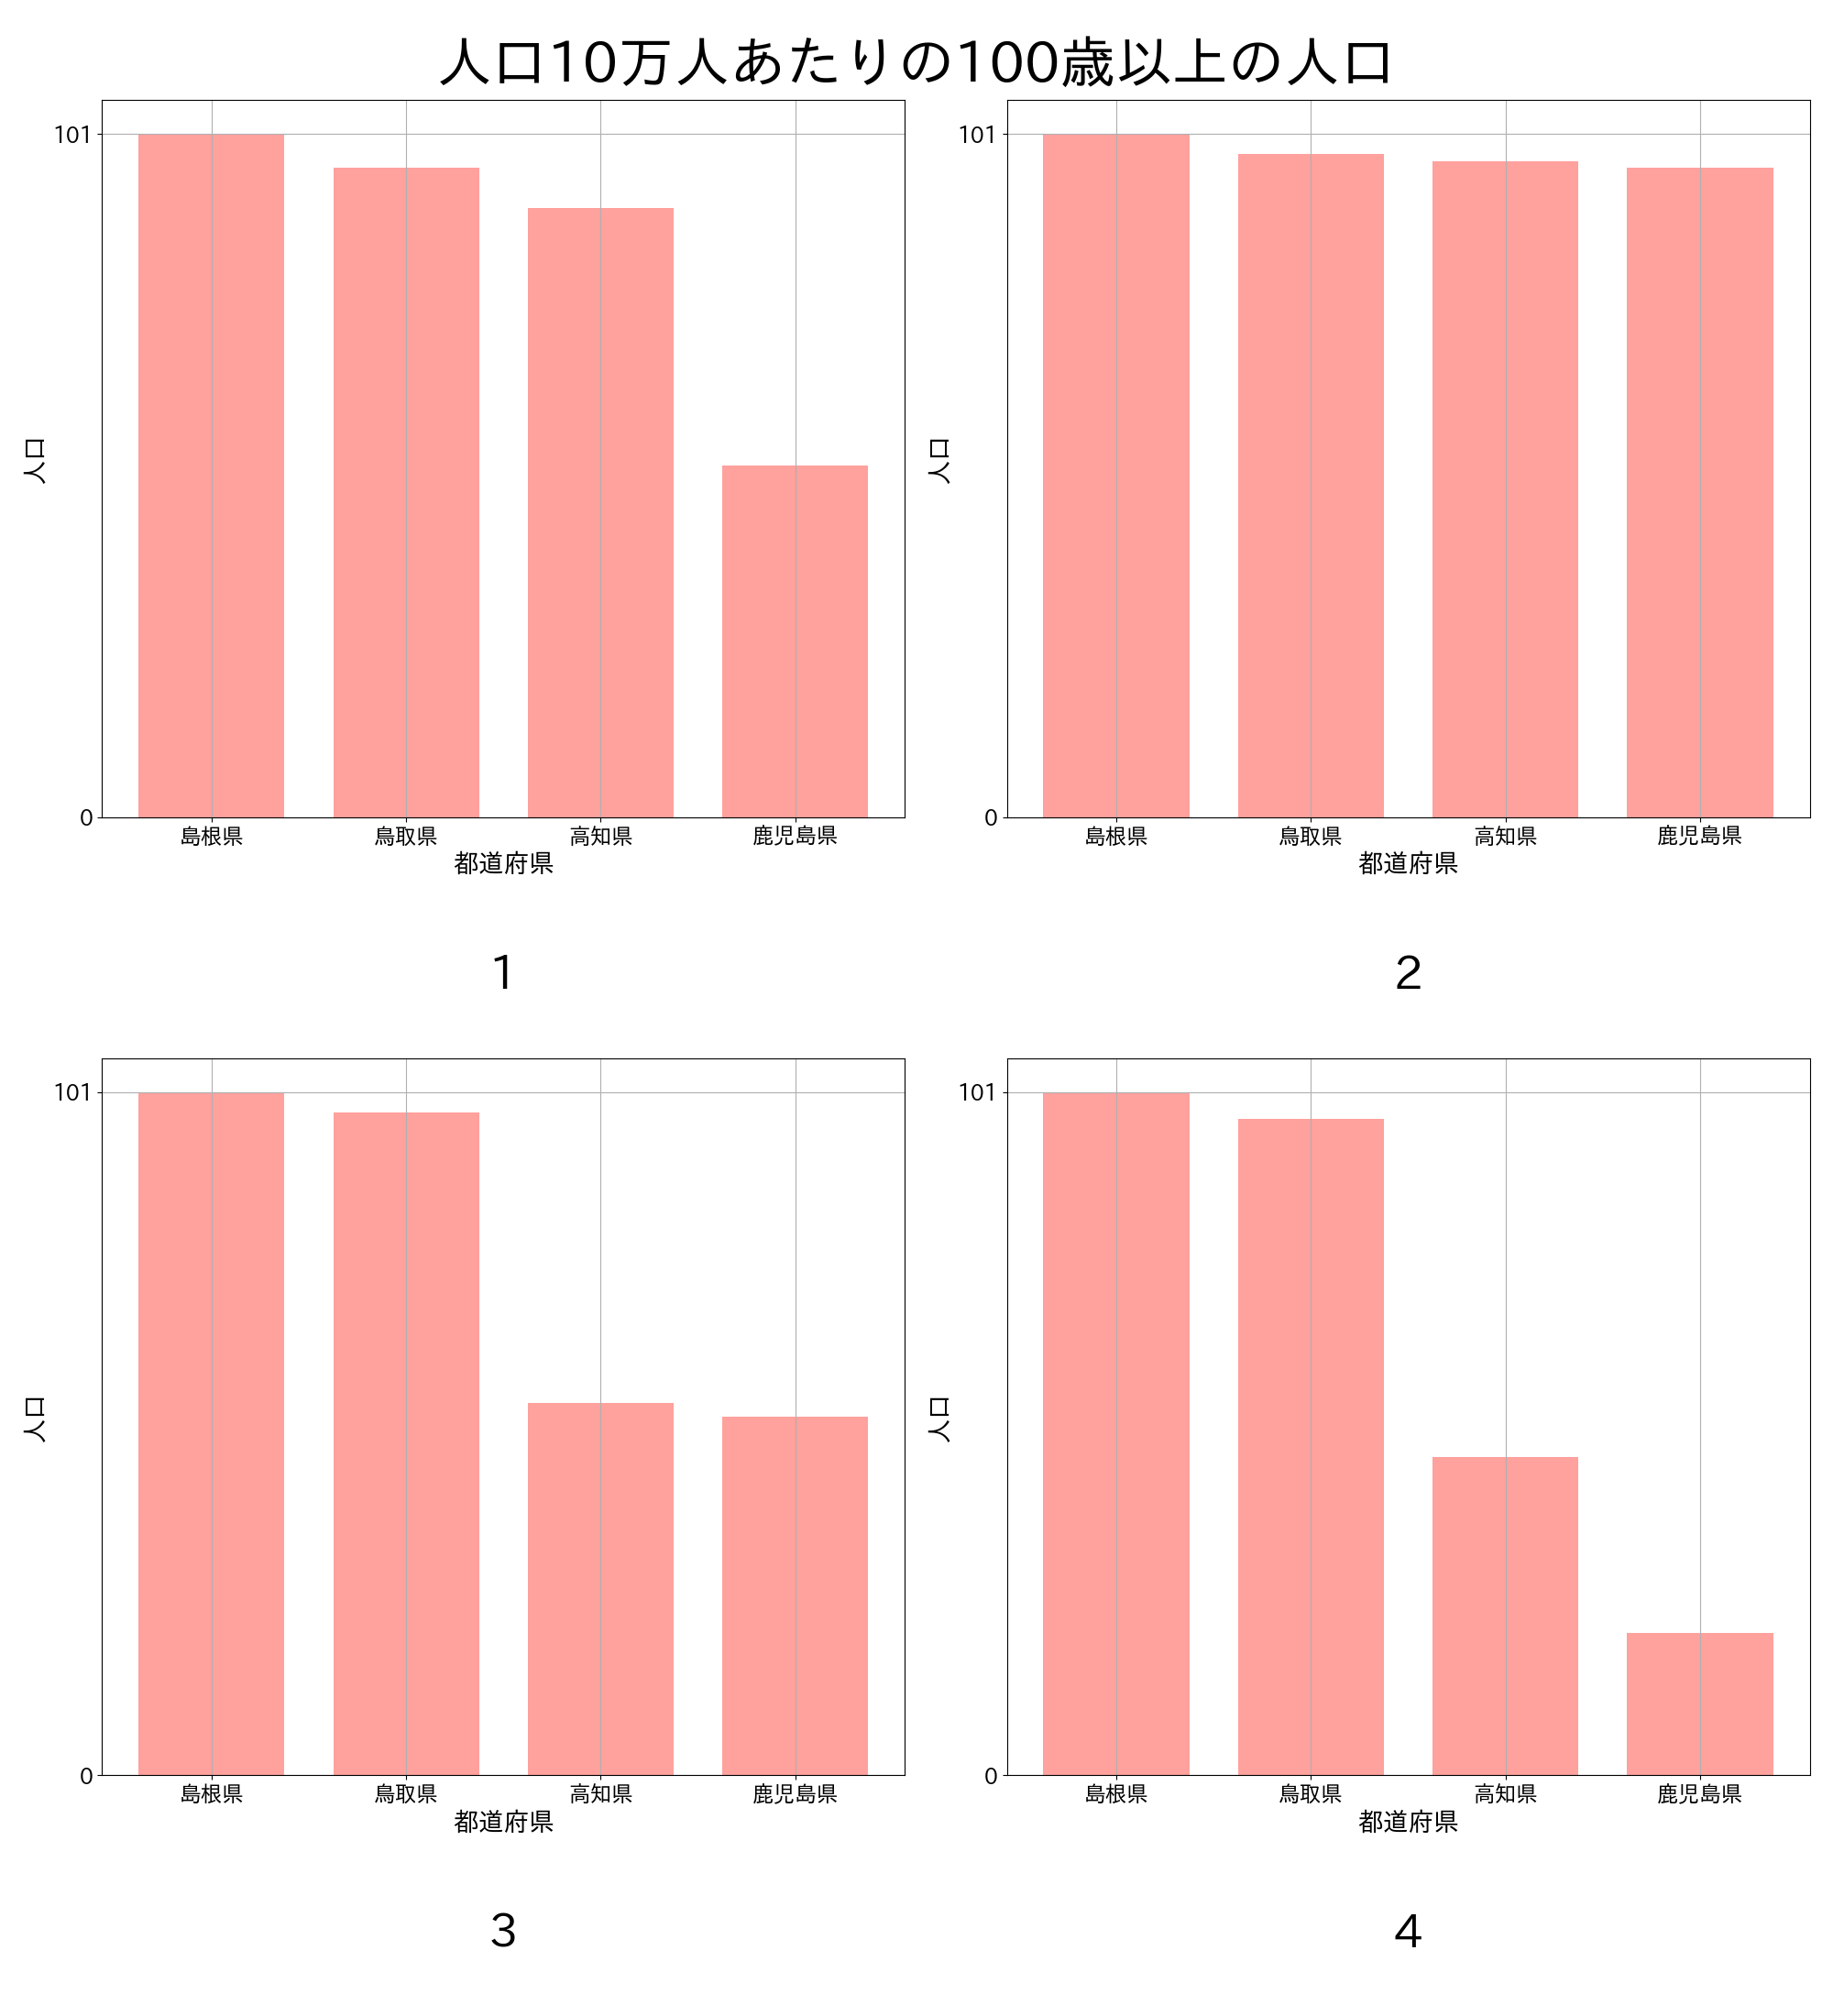 人口10万人あたりの100歳以上の人口
101
0
人口
島根県 鳥取県 高知県 鹿児島県
都道府県
1
101
0
人口
島根県 鳥取県 高知県 鹿児島県
都道府県
2
101
0
人口
島根県 鳥取県 高知県 鹿児島県
都道府県
3
101
0
人口
島根県 鳥取県 高知県 鹿児島県
都道府県
4